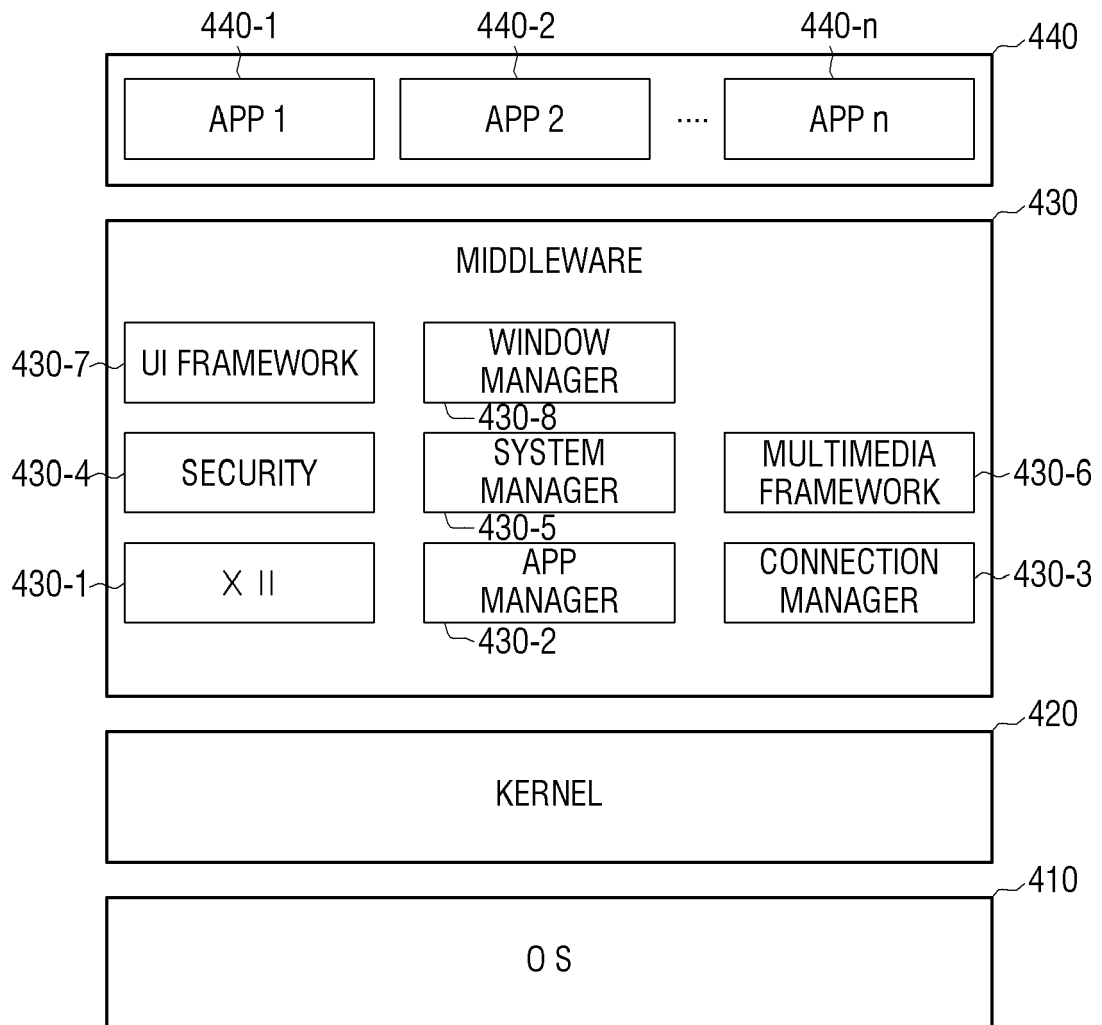 440-1 440-2 440-n 440
APP 1 APP 2 .... APP n
430
MIDDLEWARE
430-7 UI FRAMEWORK
WINDOW
MANAGER
430-8
430-4 SECURITY
SYSTEM
MANAGER
430-5
MULTIMEDIA
FRAMEWORK
430-6
430-1 X II
APP
MANAGER
430-2
CONNECTION
MANAGER
430-3
420
KERNEL
410
O S